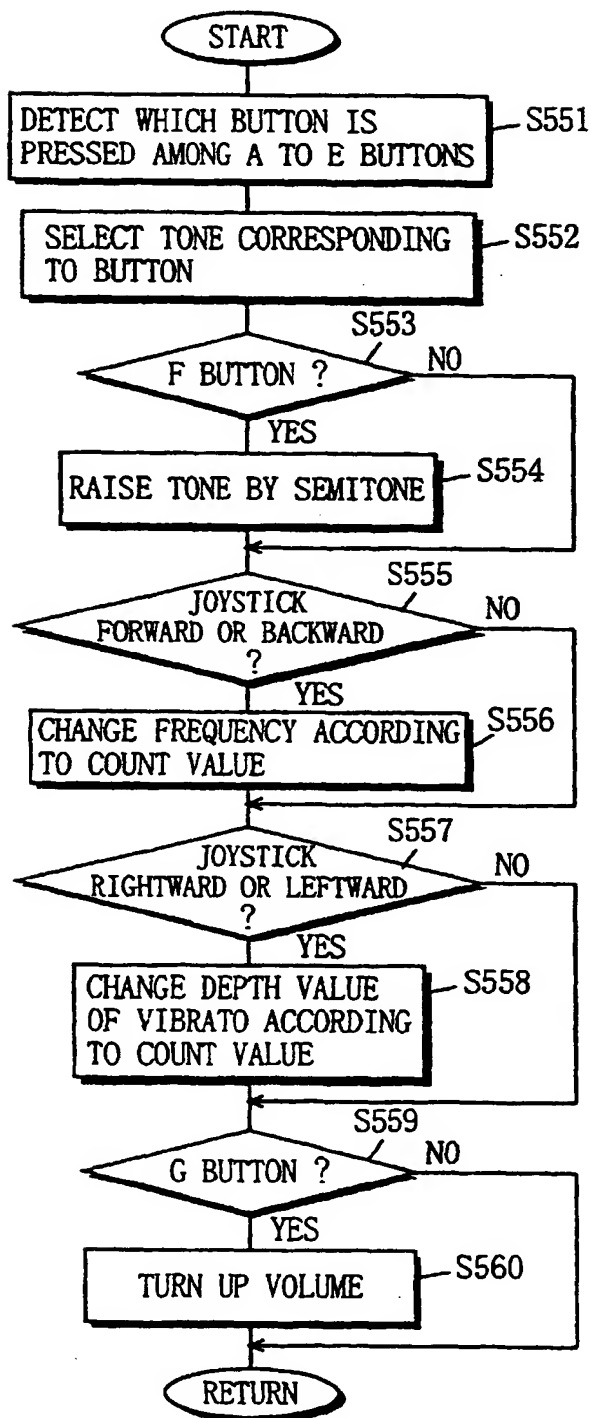 START
DETECT WHICH BUTTON IS
PRESSED AMONG A TO E BUTTONS
S551
SELECT TONE CORRESPONDING
TO BUTTON
S552
S553
F BUTTON ?
NO
YES
RAISE TONE BY SEMITONE
S554
S555
JOYSTICK
FORWARD OR BACKWARD
?
NO
YES
CHANGE FREQUENCY ACCORDING
TO COUNT VALUE
S556
S557
JOYSTICK
RIGHTWARD OR LEFTWARD
?
NO
YES
CHANGE DEPTH VALUE
OF VIBRATO ACCORDING
TO COUNT VALUE
S558
S559
G BUTTON ?
NO
YES
TURN UP VOLUME
S560
RETURN